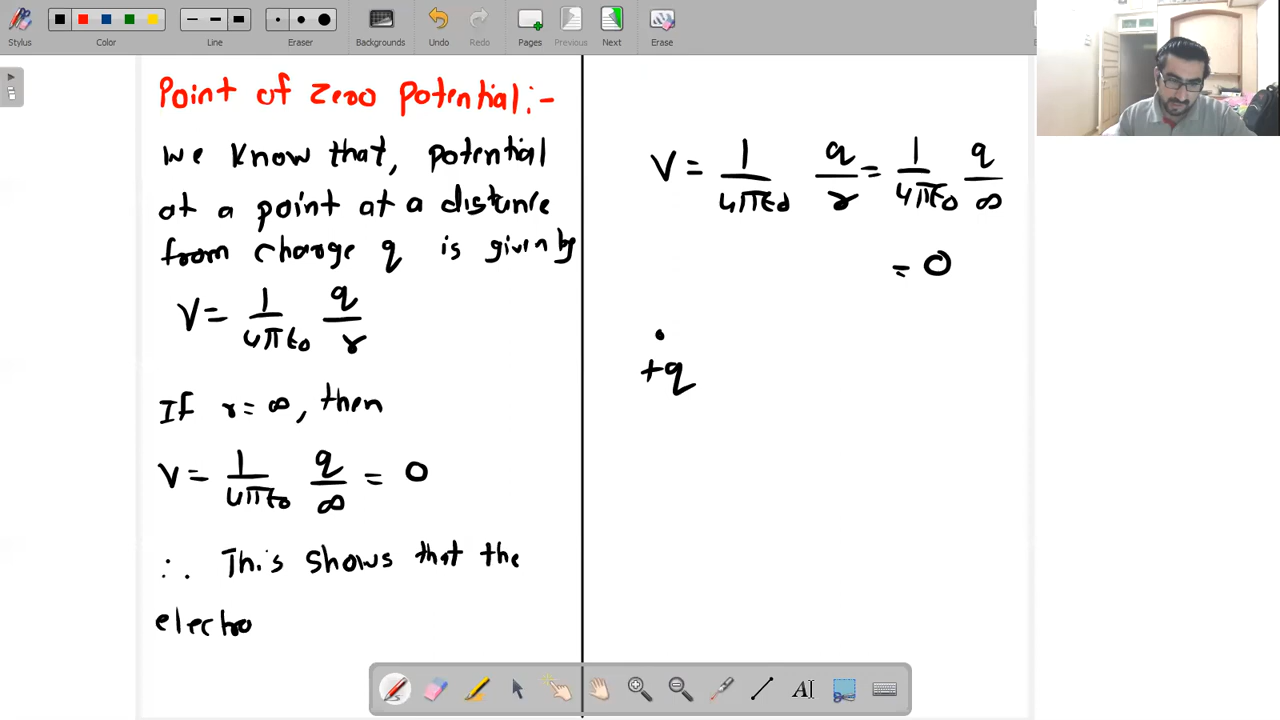 Stylus
Color
Line
Eraser
Backgrounds
Undo
Redo
Pages
Previous
Next
Erase
Point of Zero Potential:-
We know that, potential
at a point at a distance
from charge q is given by
V = 1/4πε0 q/r
If r = ∞, then
V = 1/4πε0 q/∞ = 0
∴ This shows that the
electro
V = 1/4πε0 q/r = 1/4πε0 q/∞
= 0
+q